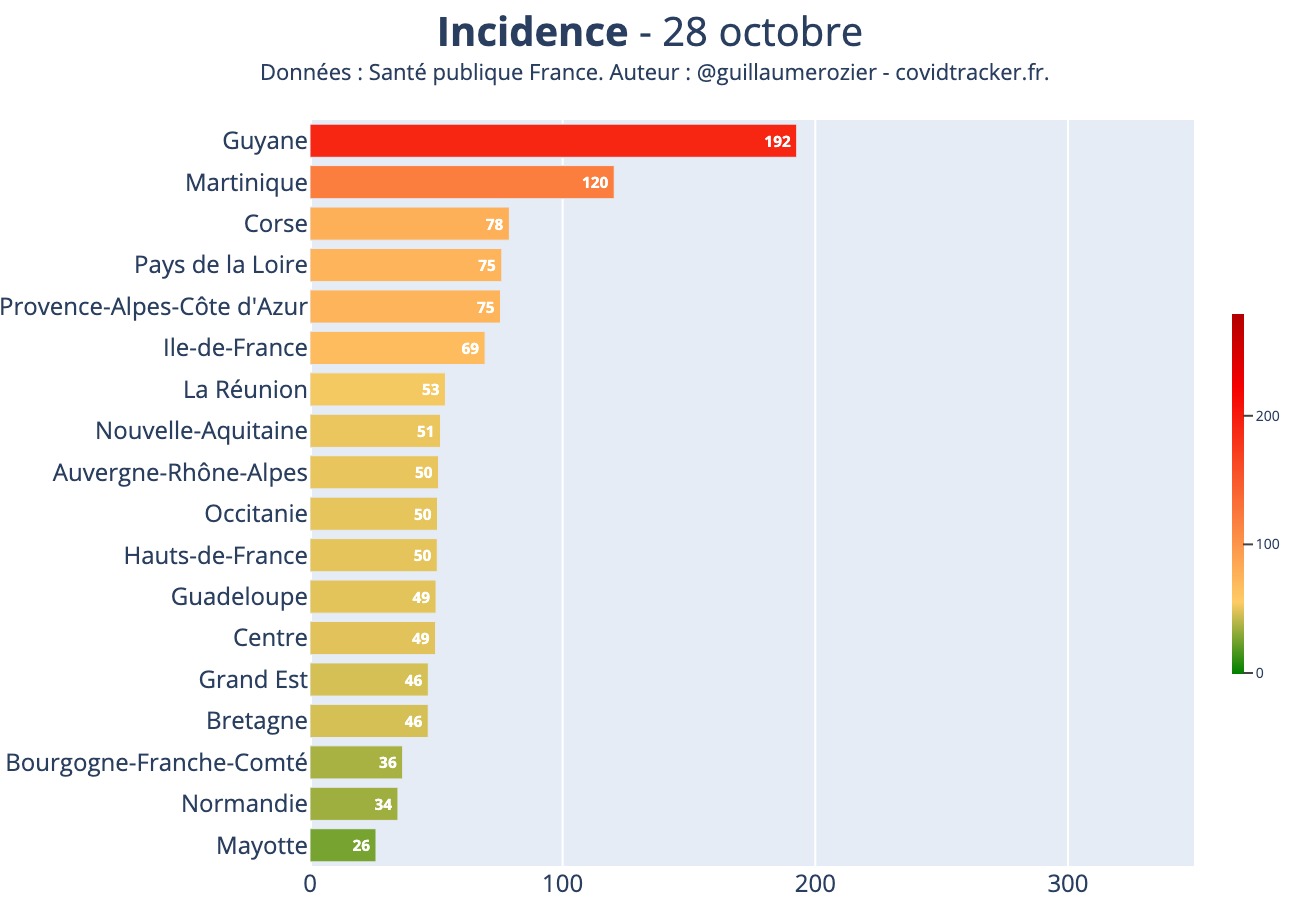 Incidence - 28 octobre
Données : Santé publique France. Auteur : @guillaumerozier - covidtracker.fr.
Guyane 192
Martinique 120
Corse 78
Pays de la Loire 75
Provence-Alpes-Côte d'Azur 75
Ile-de-France 69
La Réunion 53
Nouvelle-Aquitaine 51
Auvergne-Rhône-Alpes 50
Occitanie 50
Hauts-de-France 50
Guadeloupe 49
Centre 49
Grand Est 46
Bretagne 46
Bourgogne-Franche-Comté 36
Normandie 34
Mayotte 26
0 100 200 300
200
100
0